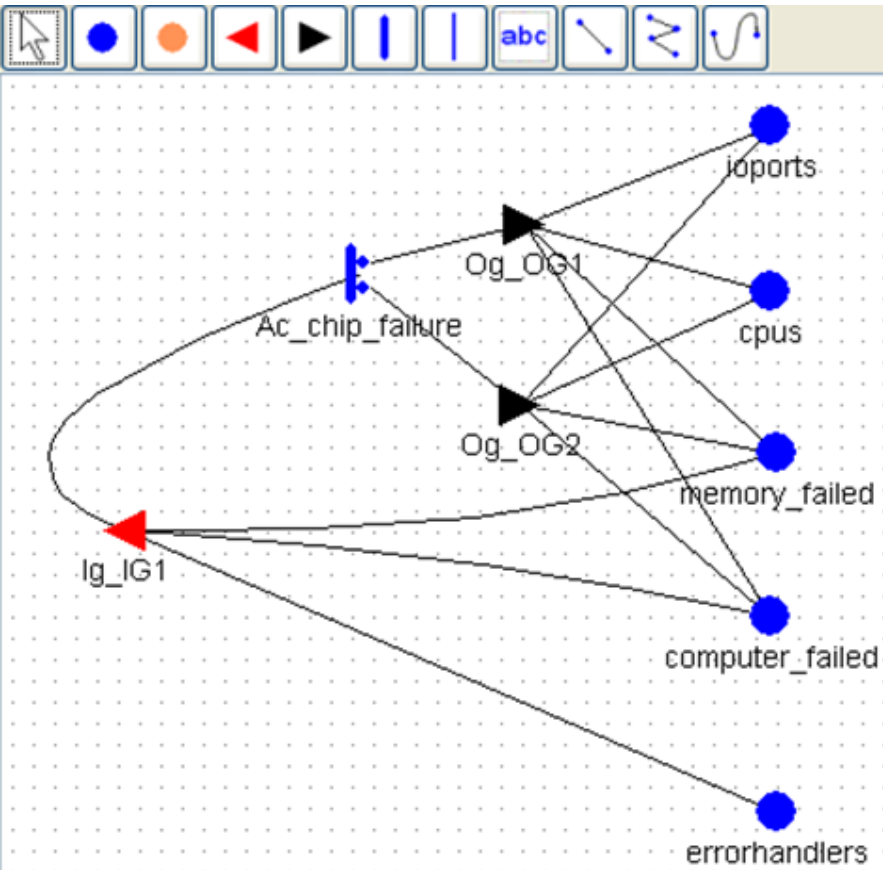 abc
ioports
Og_OG1
Ac_chip_failure
cpus
Og_OG2
memory_failed
Ig_IG1
computer_failed
errorhandlers